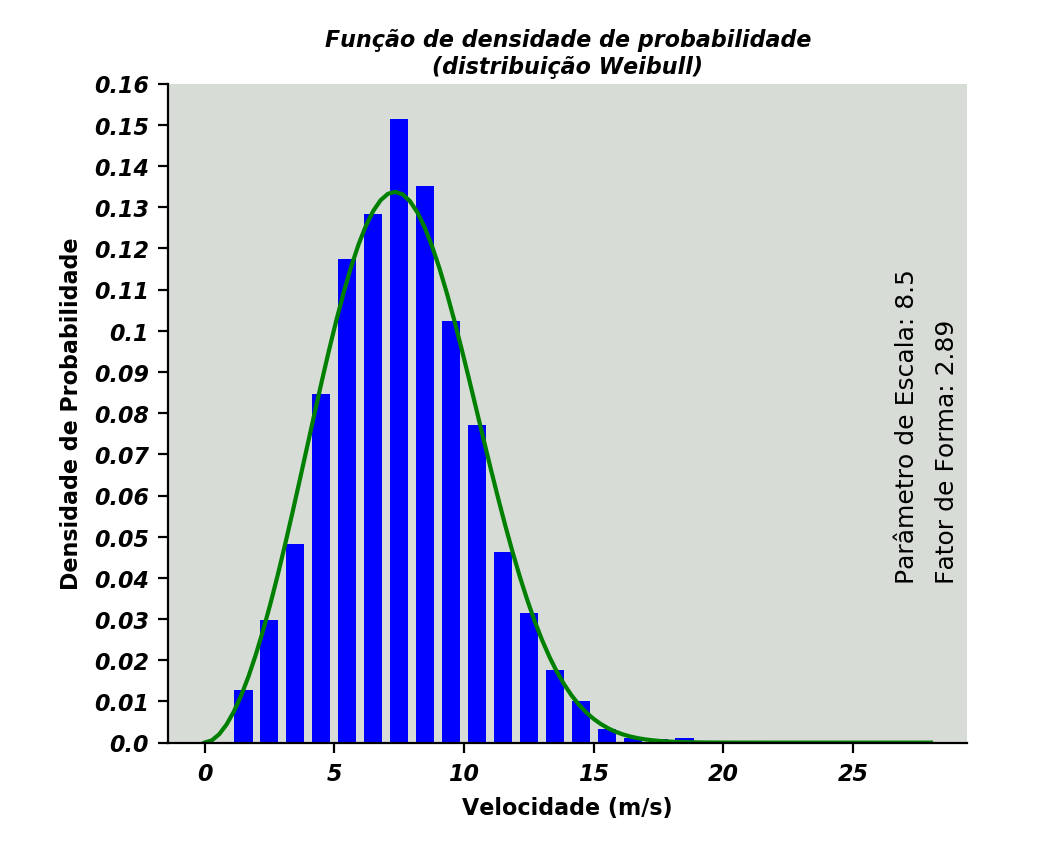 Função de densidade de probabilidade
(distribuição Weibull)
0.16
0.15
0.14
0.13
0.12
0.11
0.1
0.09
0.08
0.07
0.06
0.05
0.04
0.03
0.02
0.01
0.0
Densidade de Probabilidade
Parâmetro de Escala: 8.5
Fator de Forma: 2.89
0 5 10 15 20 25
Velocidade (m/s)